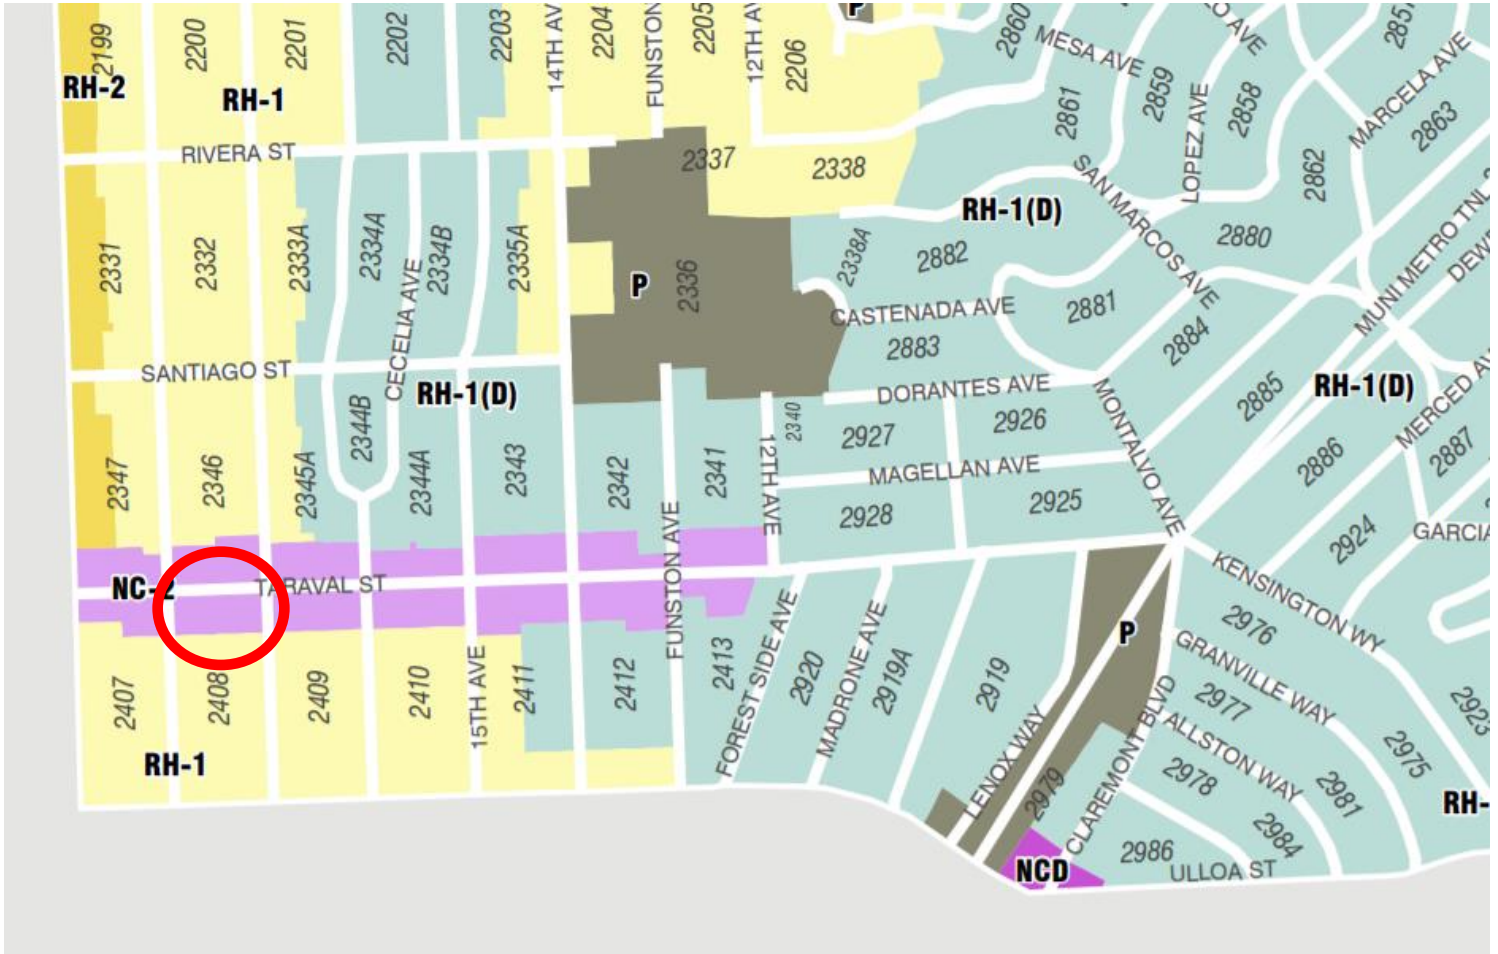 2199
2200
2201
2202
2203
14TH AV
2204
FUNSTON
2205
12TH AV
2206
P
2860
MESA AVE
2859
2861
LOPEZ AVE
2858
O AVE
2857
MARCELA AVE
2863
RH-2
RH-1
RIVERA ST
2337
2338
RH-1(D)
SAN MARCOS AVE
2862
MUNI METRO TNL
2331
2332
2333A
2334A
CECELIA AVE
2334B
2335A
P
2336
2338A
2882
2880
DEW
CASTENADA AVE
2881
2883
2884
SANTIAGO ST
RH-1(D)
DORANTES AVE
MONTALVO AVE
2885
RH-1(D)
MERCED AV
2347
2346
2345A
2344B
2344A
2343
2342
2341
12TH AVE
2340
2927
2926
MAGELLAN AVE
2928
2925
2886
2887
2924
GARCIA
NC-2
TARAVAL ST
FUNSTON AVE
KENSINGTON WY
2976
P
GRANVILLE WAY
2407
2408
2409
2410
15TH AVE
2411
2412
2413
FOREST SIDE AVE
2920
MADRONE AVE
2919A
2919
LENOX WAY
2979
CLAREMONT BLVD
2977
ALLSTON WAY
2978
2981
2975
2923
RH-1
RH-
2984
2986
NCD
ULLOA ST